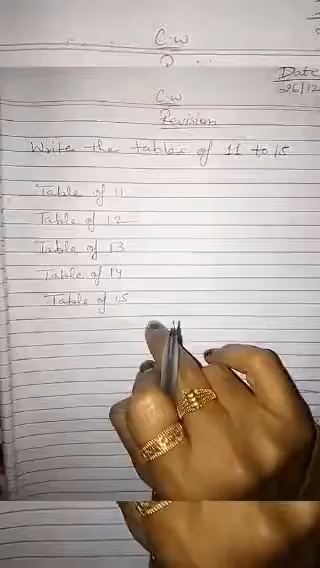 C.W
Date
C.W
26/12
Revision
Write the tables of 11 to 15
Table of 11
Table of 12
Table of 13
Table of 14
Table of 15